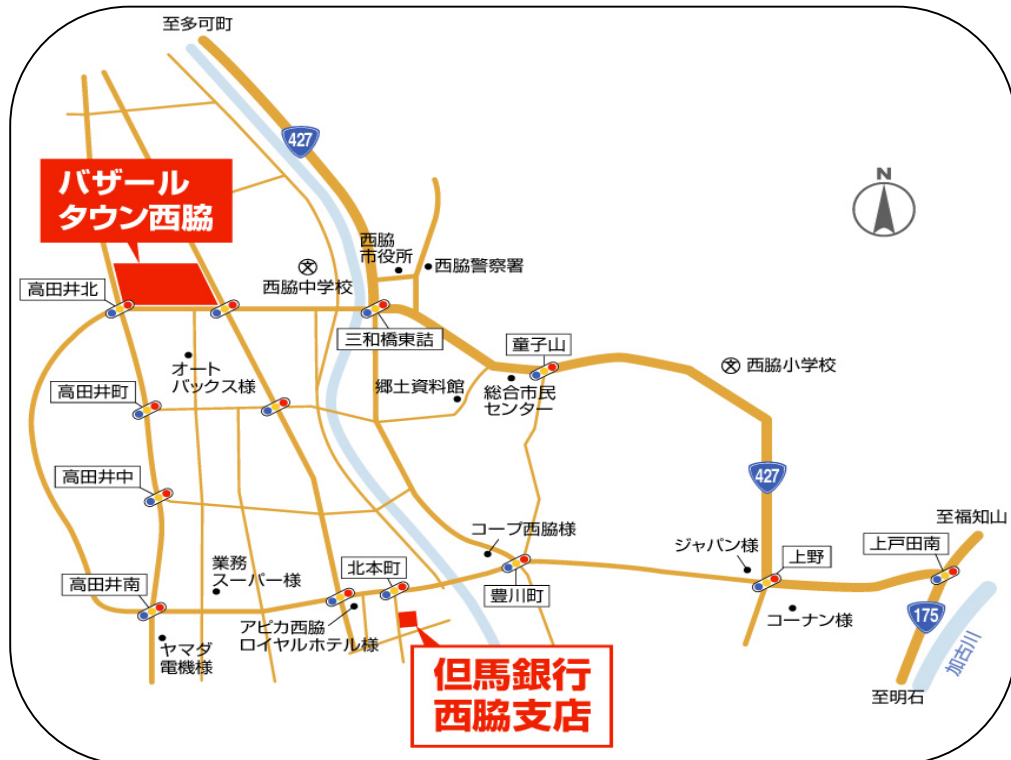 至多可町
427
バザール
タウン西脇
N
西脇
市役所
西脇警察署
西脇中学校
高田井北
三和橋東詰
童子山
西脇小学校
オート
バックス様
郷土資料館
総合市民
センター
高田井町
高田井中
427
至福知山
コープ西脇様
ジャパン様
上野
上戸田南
業務
スーパー様
北本町
高田井南
豊川町
アピカ西脇
ロイヤルホテル様
コーナン様
175
加古川
ヤマダ
電機様
至明石
但馬銀行
西脇支店